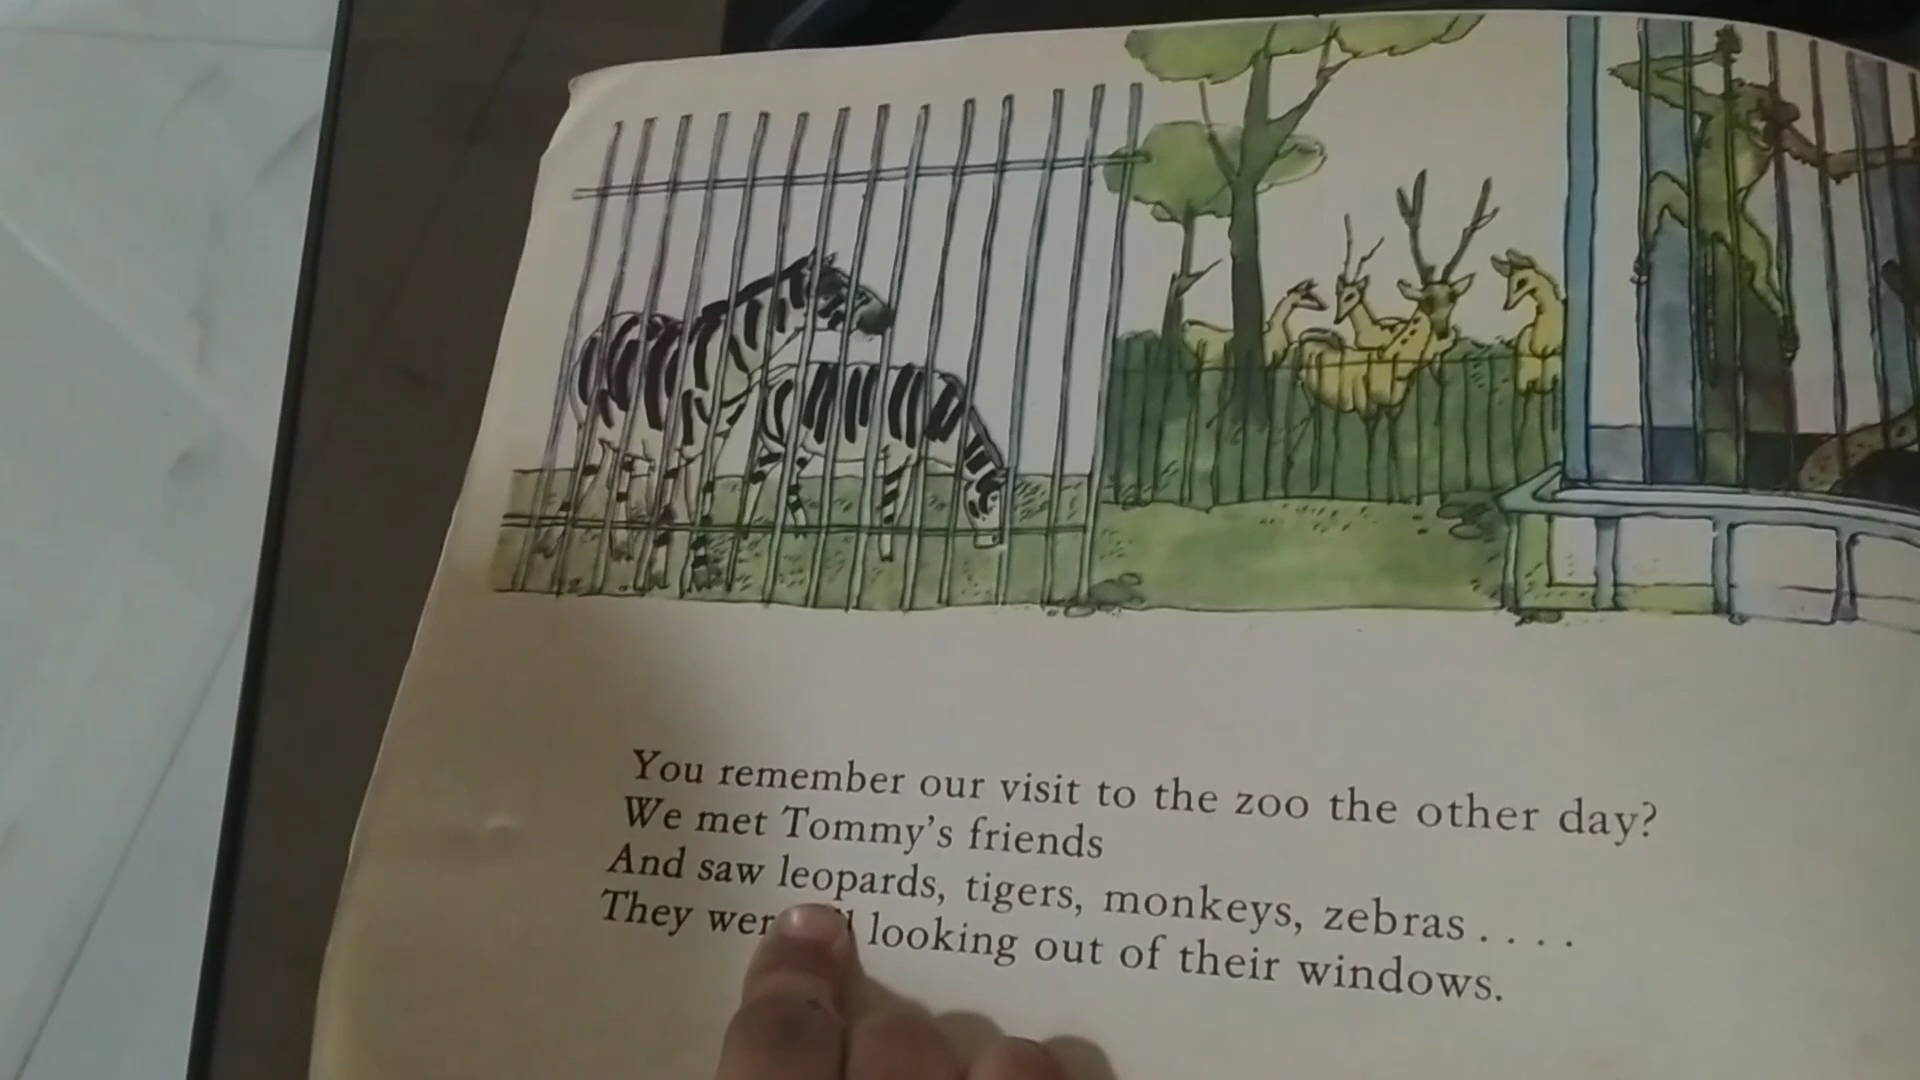 You remember our visit to the zoo the other day?
We met Tommy's friends
And saw leopards, tigers, monkeys, zebras . . . .
They looking out of their windows.